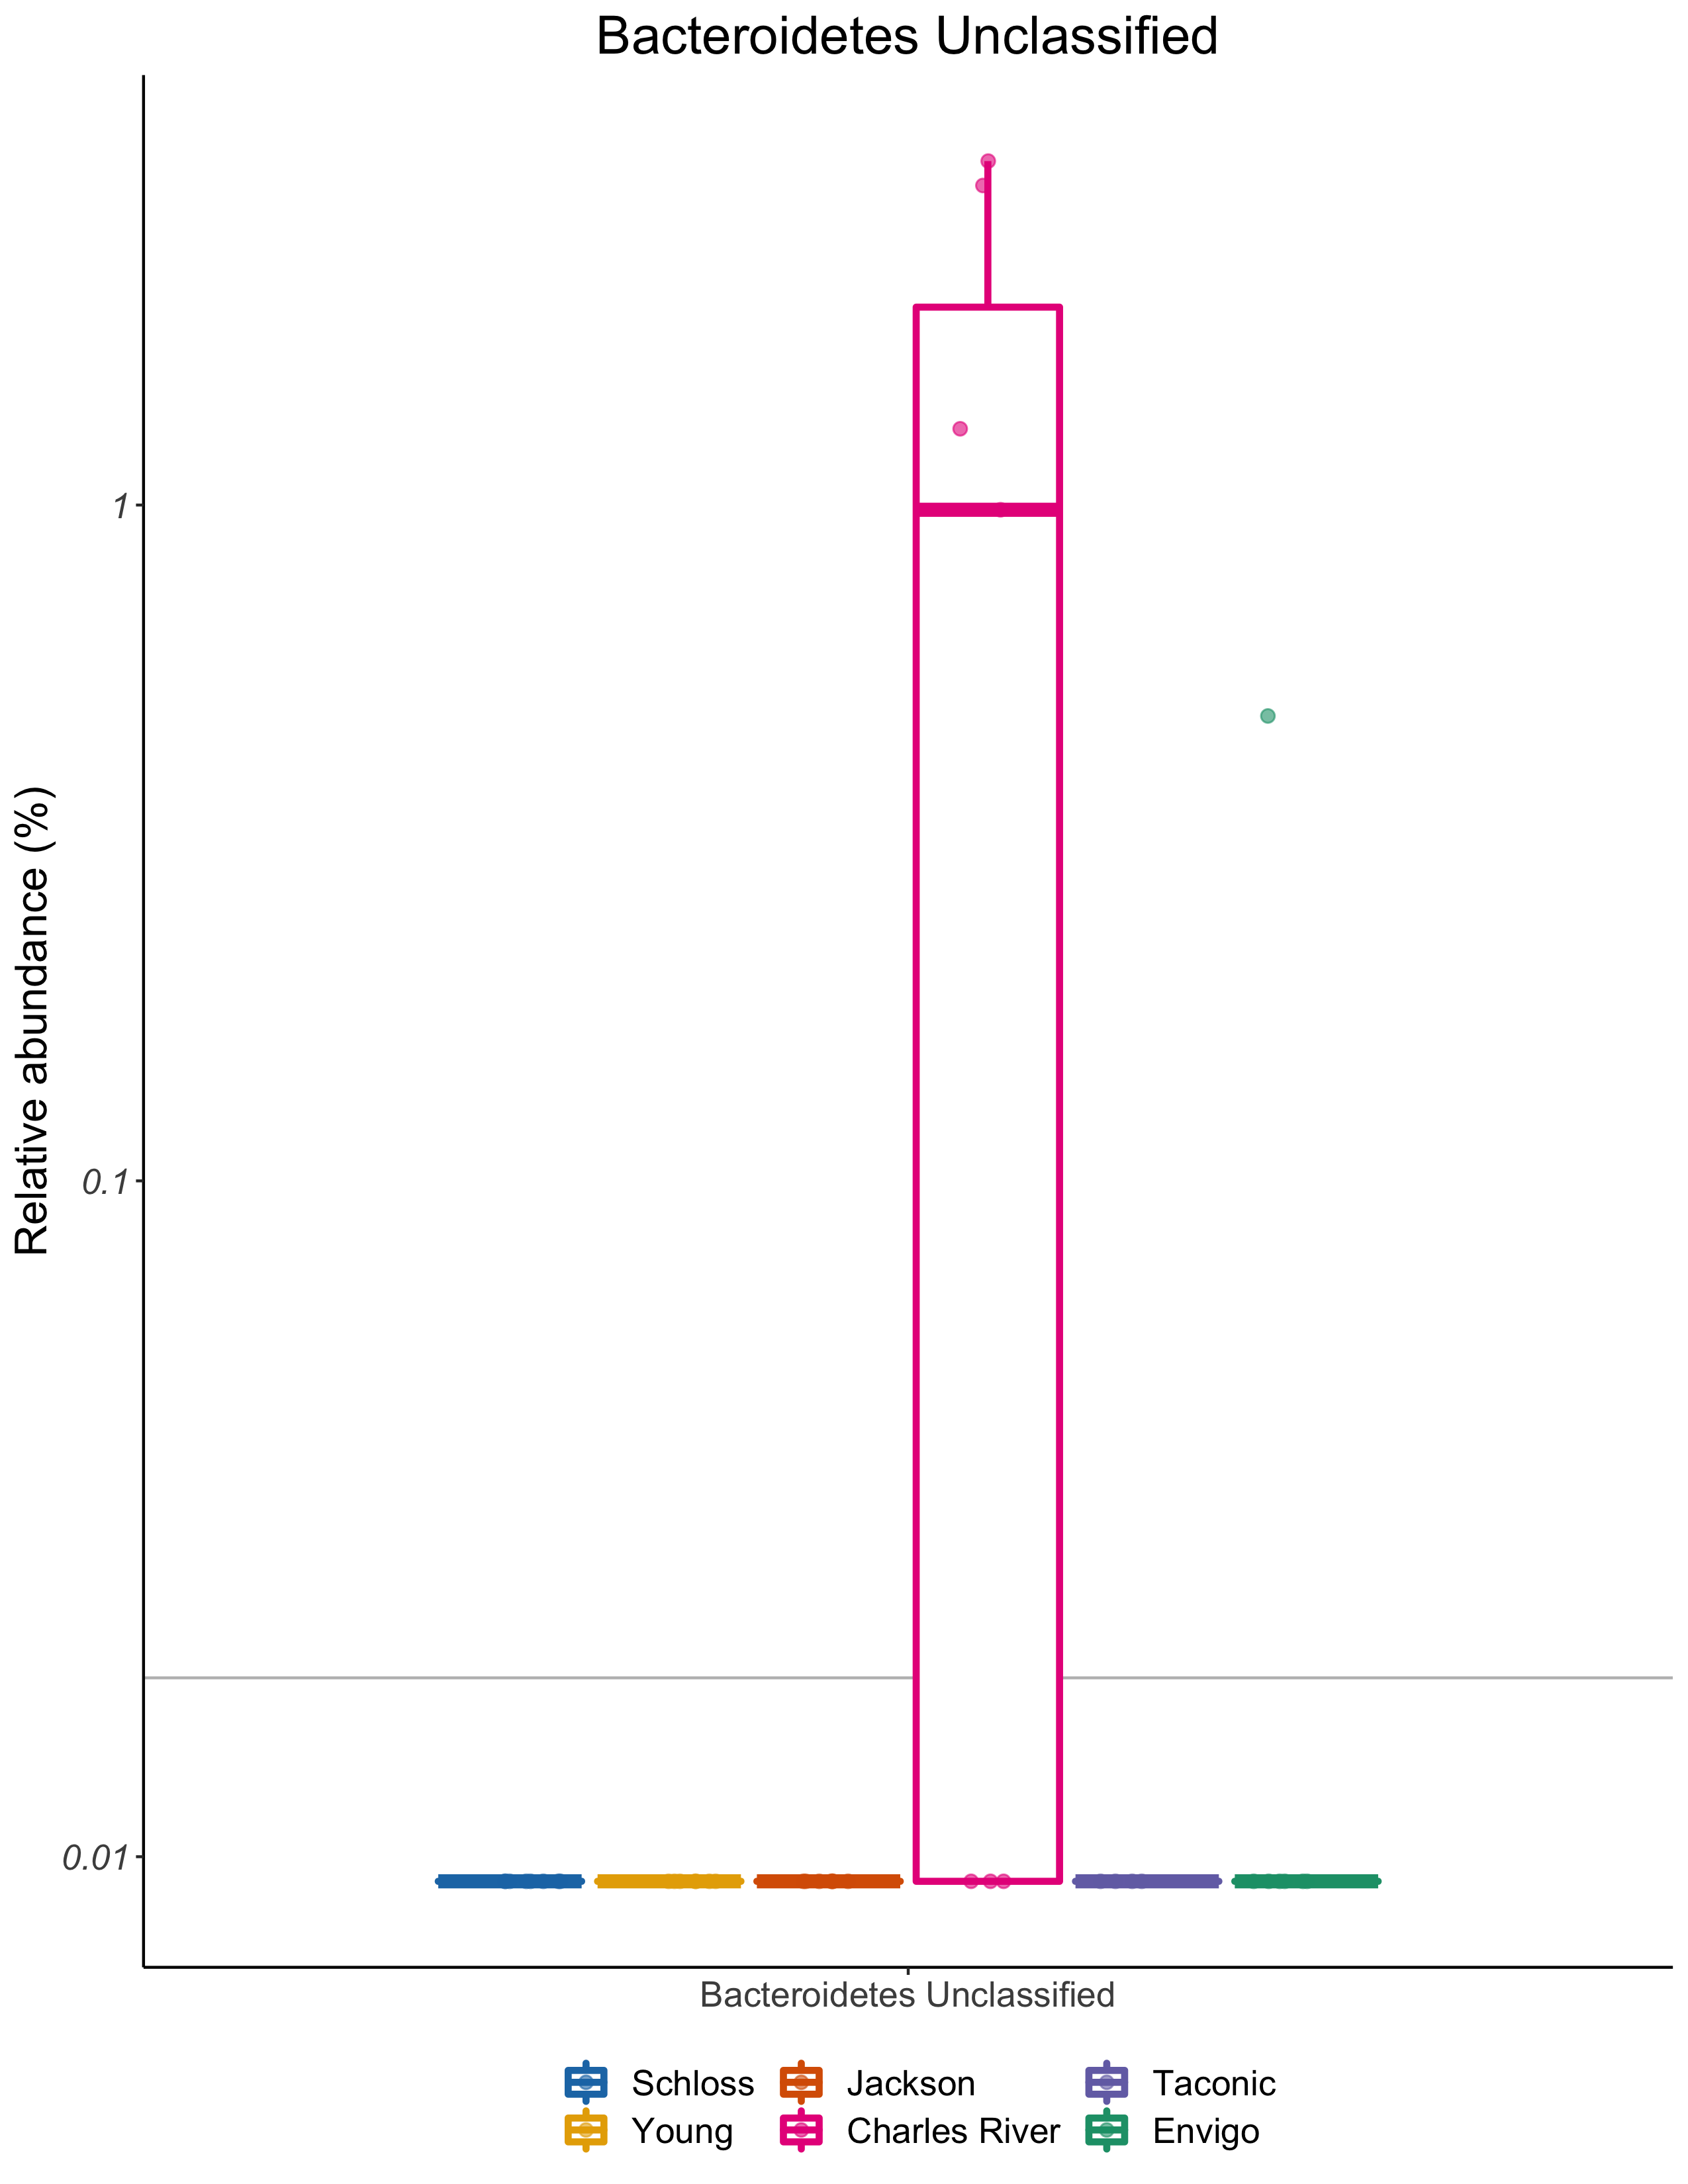 Bacteroidetes Unclassified
Relative abundance (%)
1
0.1
0.01
Bacteroidetes Unclassified
Schloss Jackson Taconic
Young Charles River Envigo